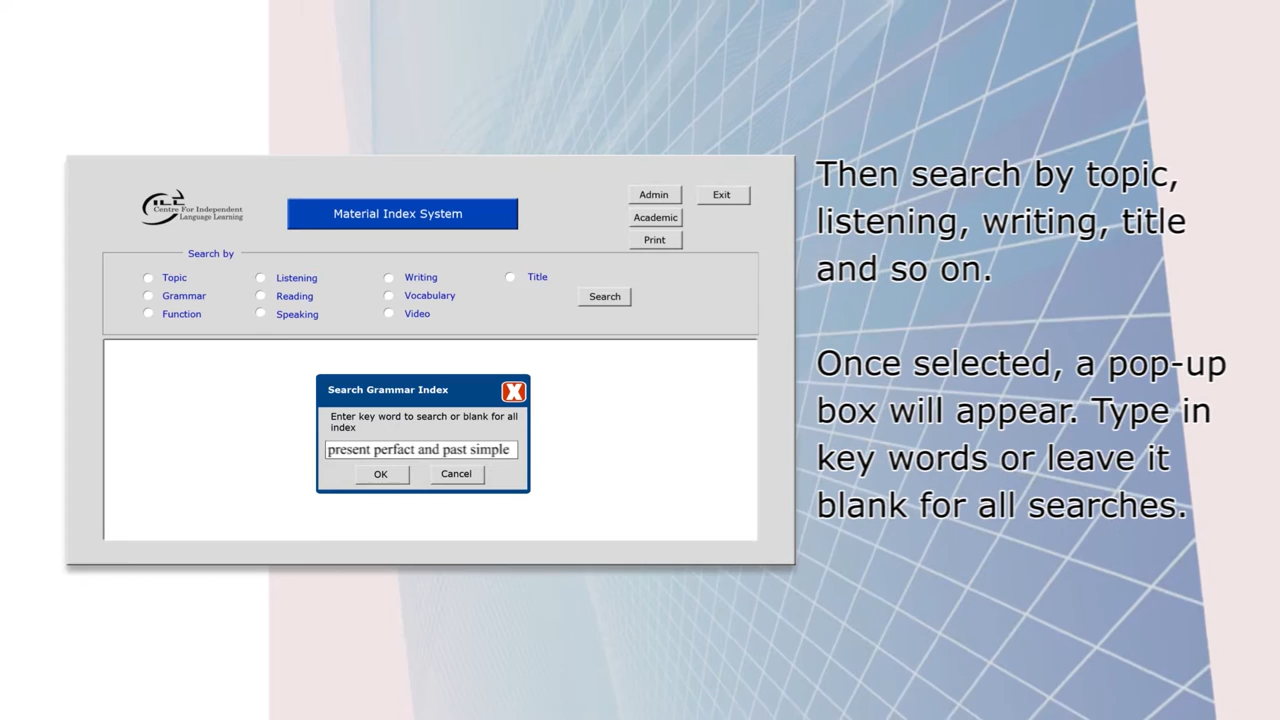 CILL
Centre For Independent
Language Learning
Material Index System
Admin
Exit
Academic
Print
Search by
Topic
Listening
Writing
Title
Grammar
Reading
Vocabulary
Search
Function
Speaking
Video
Search Grammar Index
X
Enter key word to search or blank for all
index
present perfact and past simple
OK
Cancel
Then search by topic,
listening, writing, title
and so on.
Once selected, a pop-up
box will appear. Type in
key words or leave it
blank for all searches.